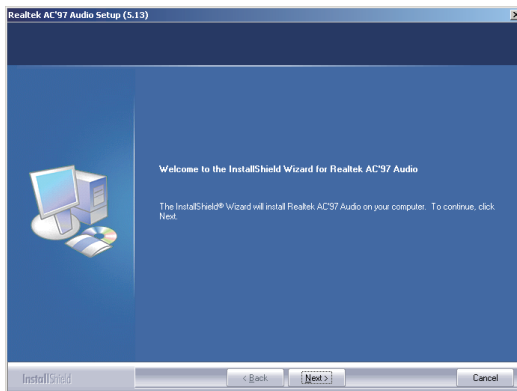 Realtek AC'97 Audio Setup (5.13)
Welcome to the InstallShield Wizard for Realtek AC'97 Audio
The InstallShield® Wizard will install Realtek AC'97 Audio on your computer. To continue, click
Next.
InstallShield
< Back
Next >
Cancel